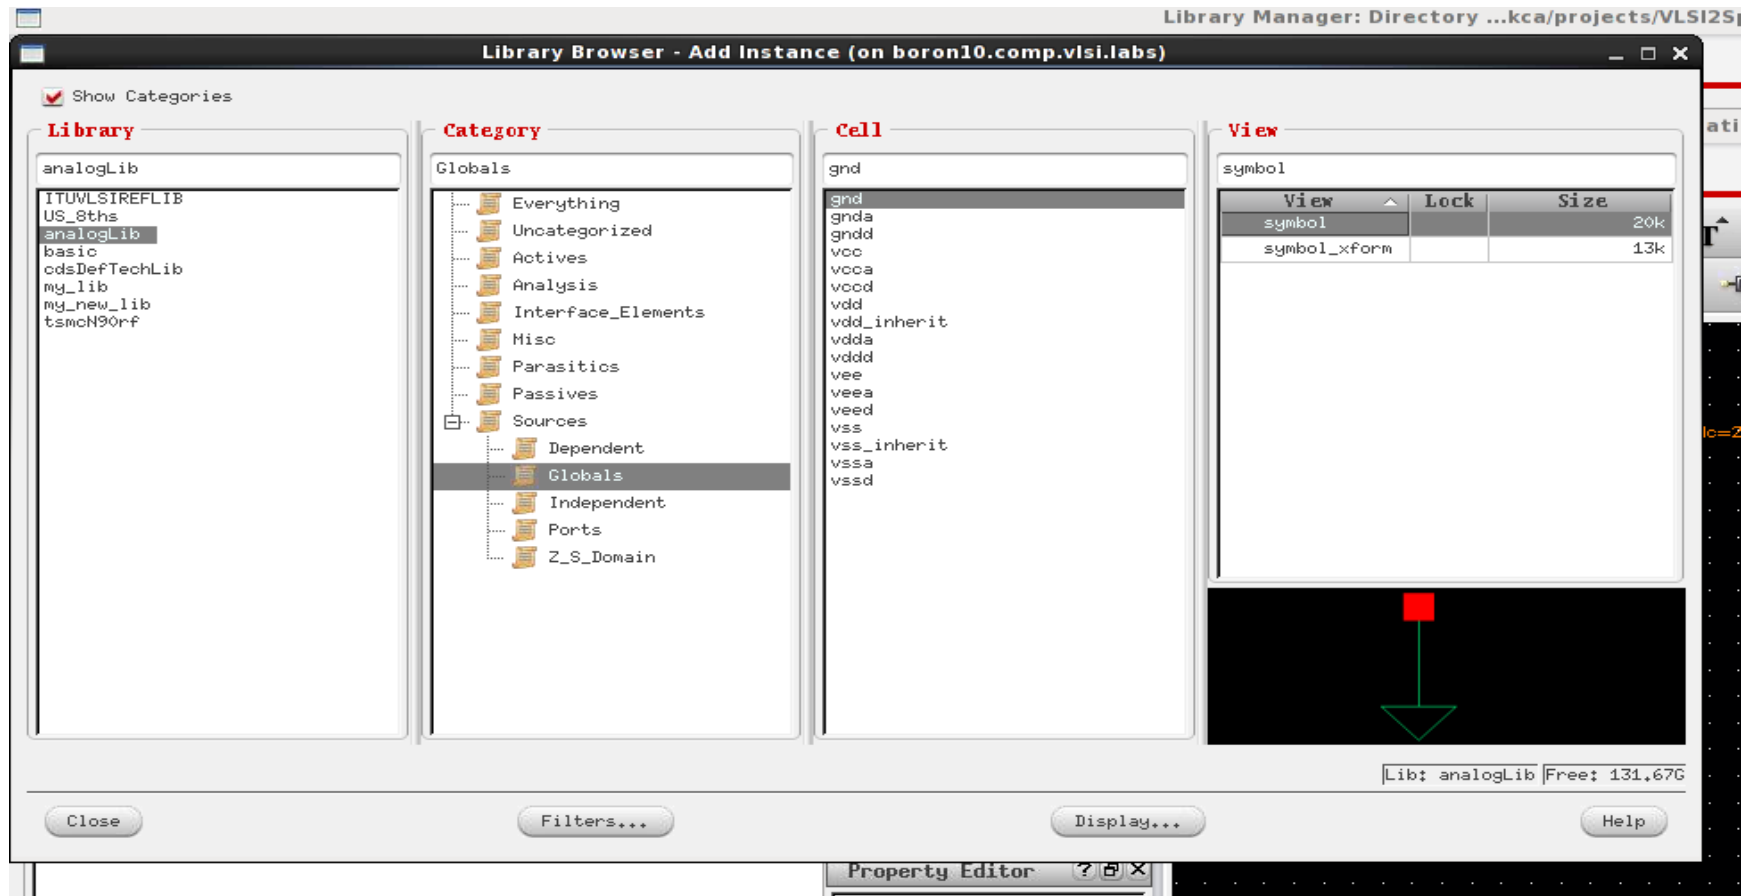 Library Manager: Directory ...kca/projects/VLSI2Sp
Library Browser - Add Instance (on boron10.comp.vlsi.labs)
Show Categories
Library
analogLib
ITUVLSIREFLIB
US_8ths
analogLib
basic
cdsDefTechLib
my_lib
my_new_lib
tsmcN90rf
Category
Globals
Everything
Uncategorized
Actives
Analysis
Interface_Elements
Misc
Parasitics
Passives
Sources
Dependent
Globals
Independent
Ports
Z_S_Domain
Cell
gnd
gnd
gnda
gndd
vcc
vcca
vccd
vdd
vdd_inherit
vdda
vddd
vee
veea
veed
vss
vss_inherit
vssa
vssd
View
symbol
View Lock Size
symbol 20k
symbol_xform 13k
Lib: analogLib Free: 131.67G
Close Filters... Display... Help
Property Editor
ati